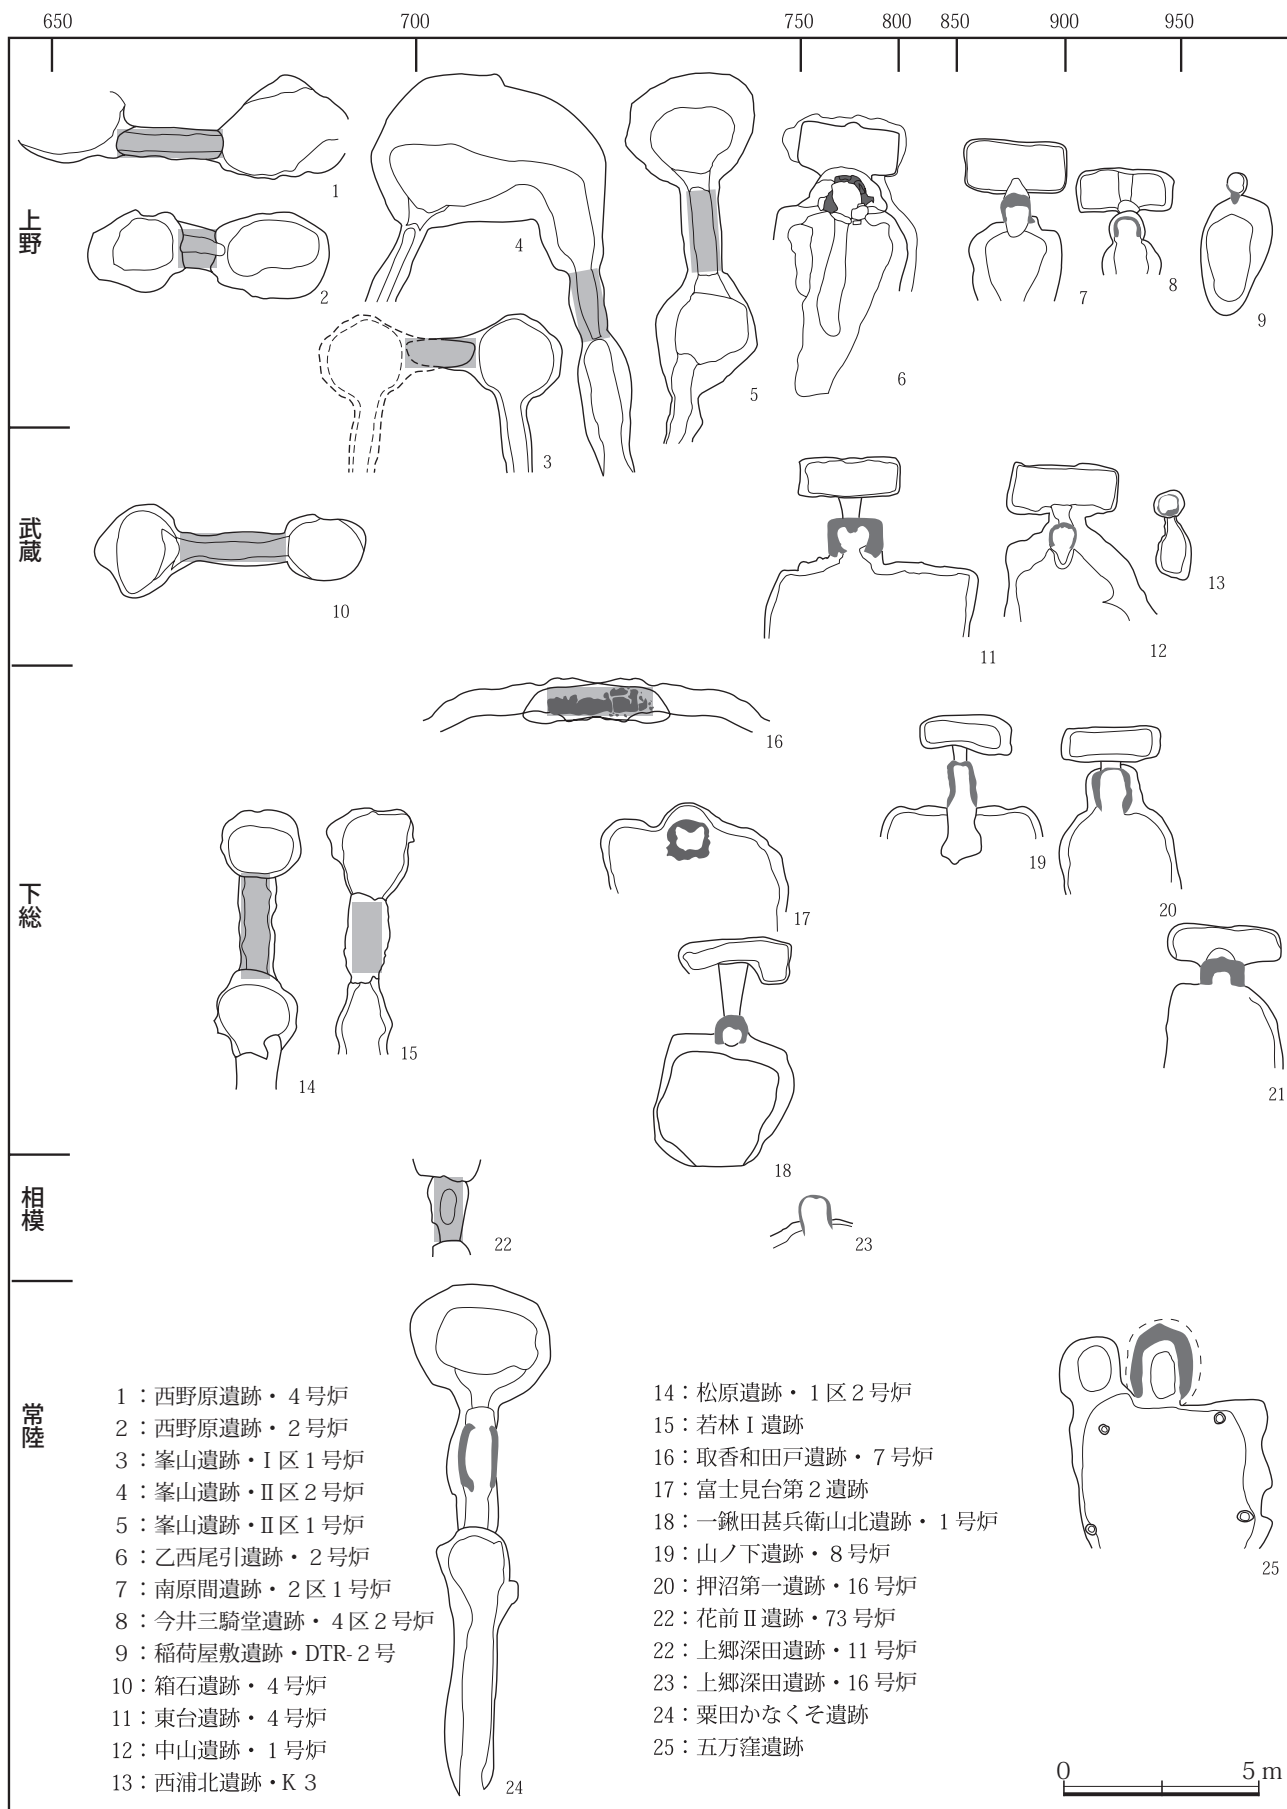 650
700
750
800
850
900
950
上野
1
2
3
4
5
6
7
8
9
武蔵
10
11
12
13
下総
14
15
16
17
18
19
20
21
相模
22
23
常陸
24
25
1：西野原遺跡・4号炉
2：西野原遺跡・2号炉
3：峯山遺跡・Ⅰ区1号炉
4：峯山遺跡・Ⅱ区2号炉
5：峯山遺跡・Ⅱ区1号炉
6：乙西尾引遺跡・2号炉
7：南原間遺跡・2区1号炉
8：今井三騎堂遺跡・4区2号炉
9：稲荷屋敷遺跡・DTR-2号
10：箱石遺跡・4号炉
11：東台遺跡・4号炉
12：中山遺跡・1号炉
13：西浦北遺跡・K3
14：松原遺跡・1区2号炉
15：若林Ⅰ遺跡
16：取香和田戸遺跡・7号炉
17：富士見台第2遺跡
18：一鍬田甚兵衛山北遺跡・1号炉
19：山ノ下遺跡・8号炉
20：押沼第一遺跡・16号炉
22：花前Ⅱ遺跡・73号炉
22：上郷深田遺跡・11号炉
23：上郷深田遺跡・16号炉
24：粟田かなくそ遺跡
25：五万窪遺跡
0 5m